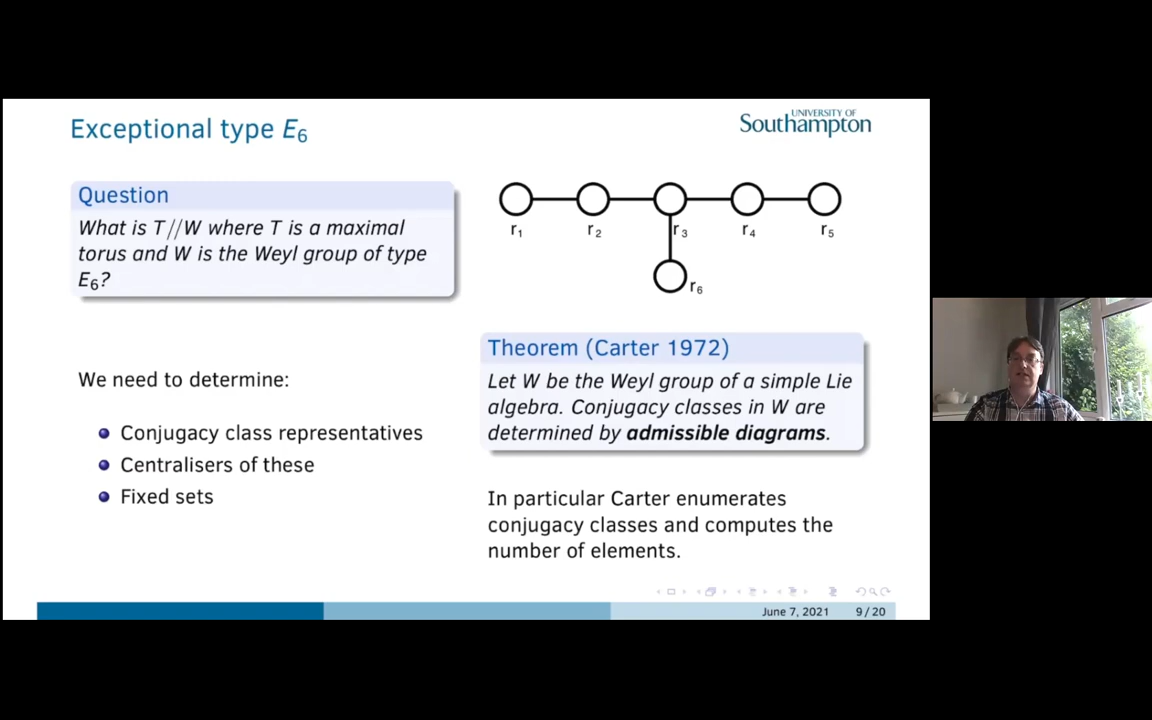 Exceptional type E6
UNIVERSITY OF
Southampton
Question
What is T//W where T is a maximal
torus and W is the Weyl group of type
E6?
r1 r2 r3 r4 r5
r6
We need to determine:
Conjugacy class representatives
Centralisers of these
Fixed sets
Theorem (Carter 1972)
Let W be the Weyl group of a simple Lie
algebra. Conjugacy classes in W are
determined by admissible diagrams.
In particular Carter enumerates
conjugacy classes and computes the
number of elements.
June 7, 2021 9 / 20